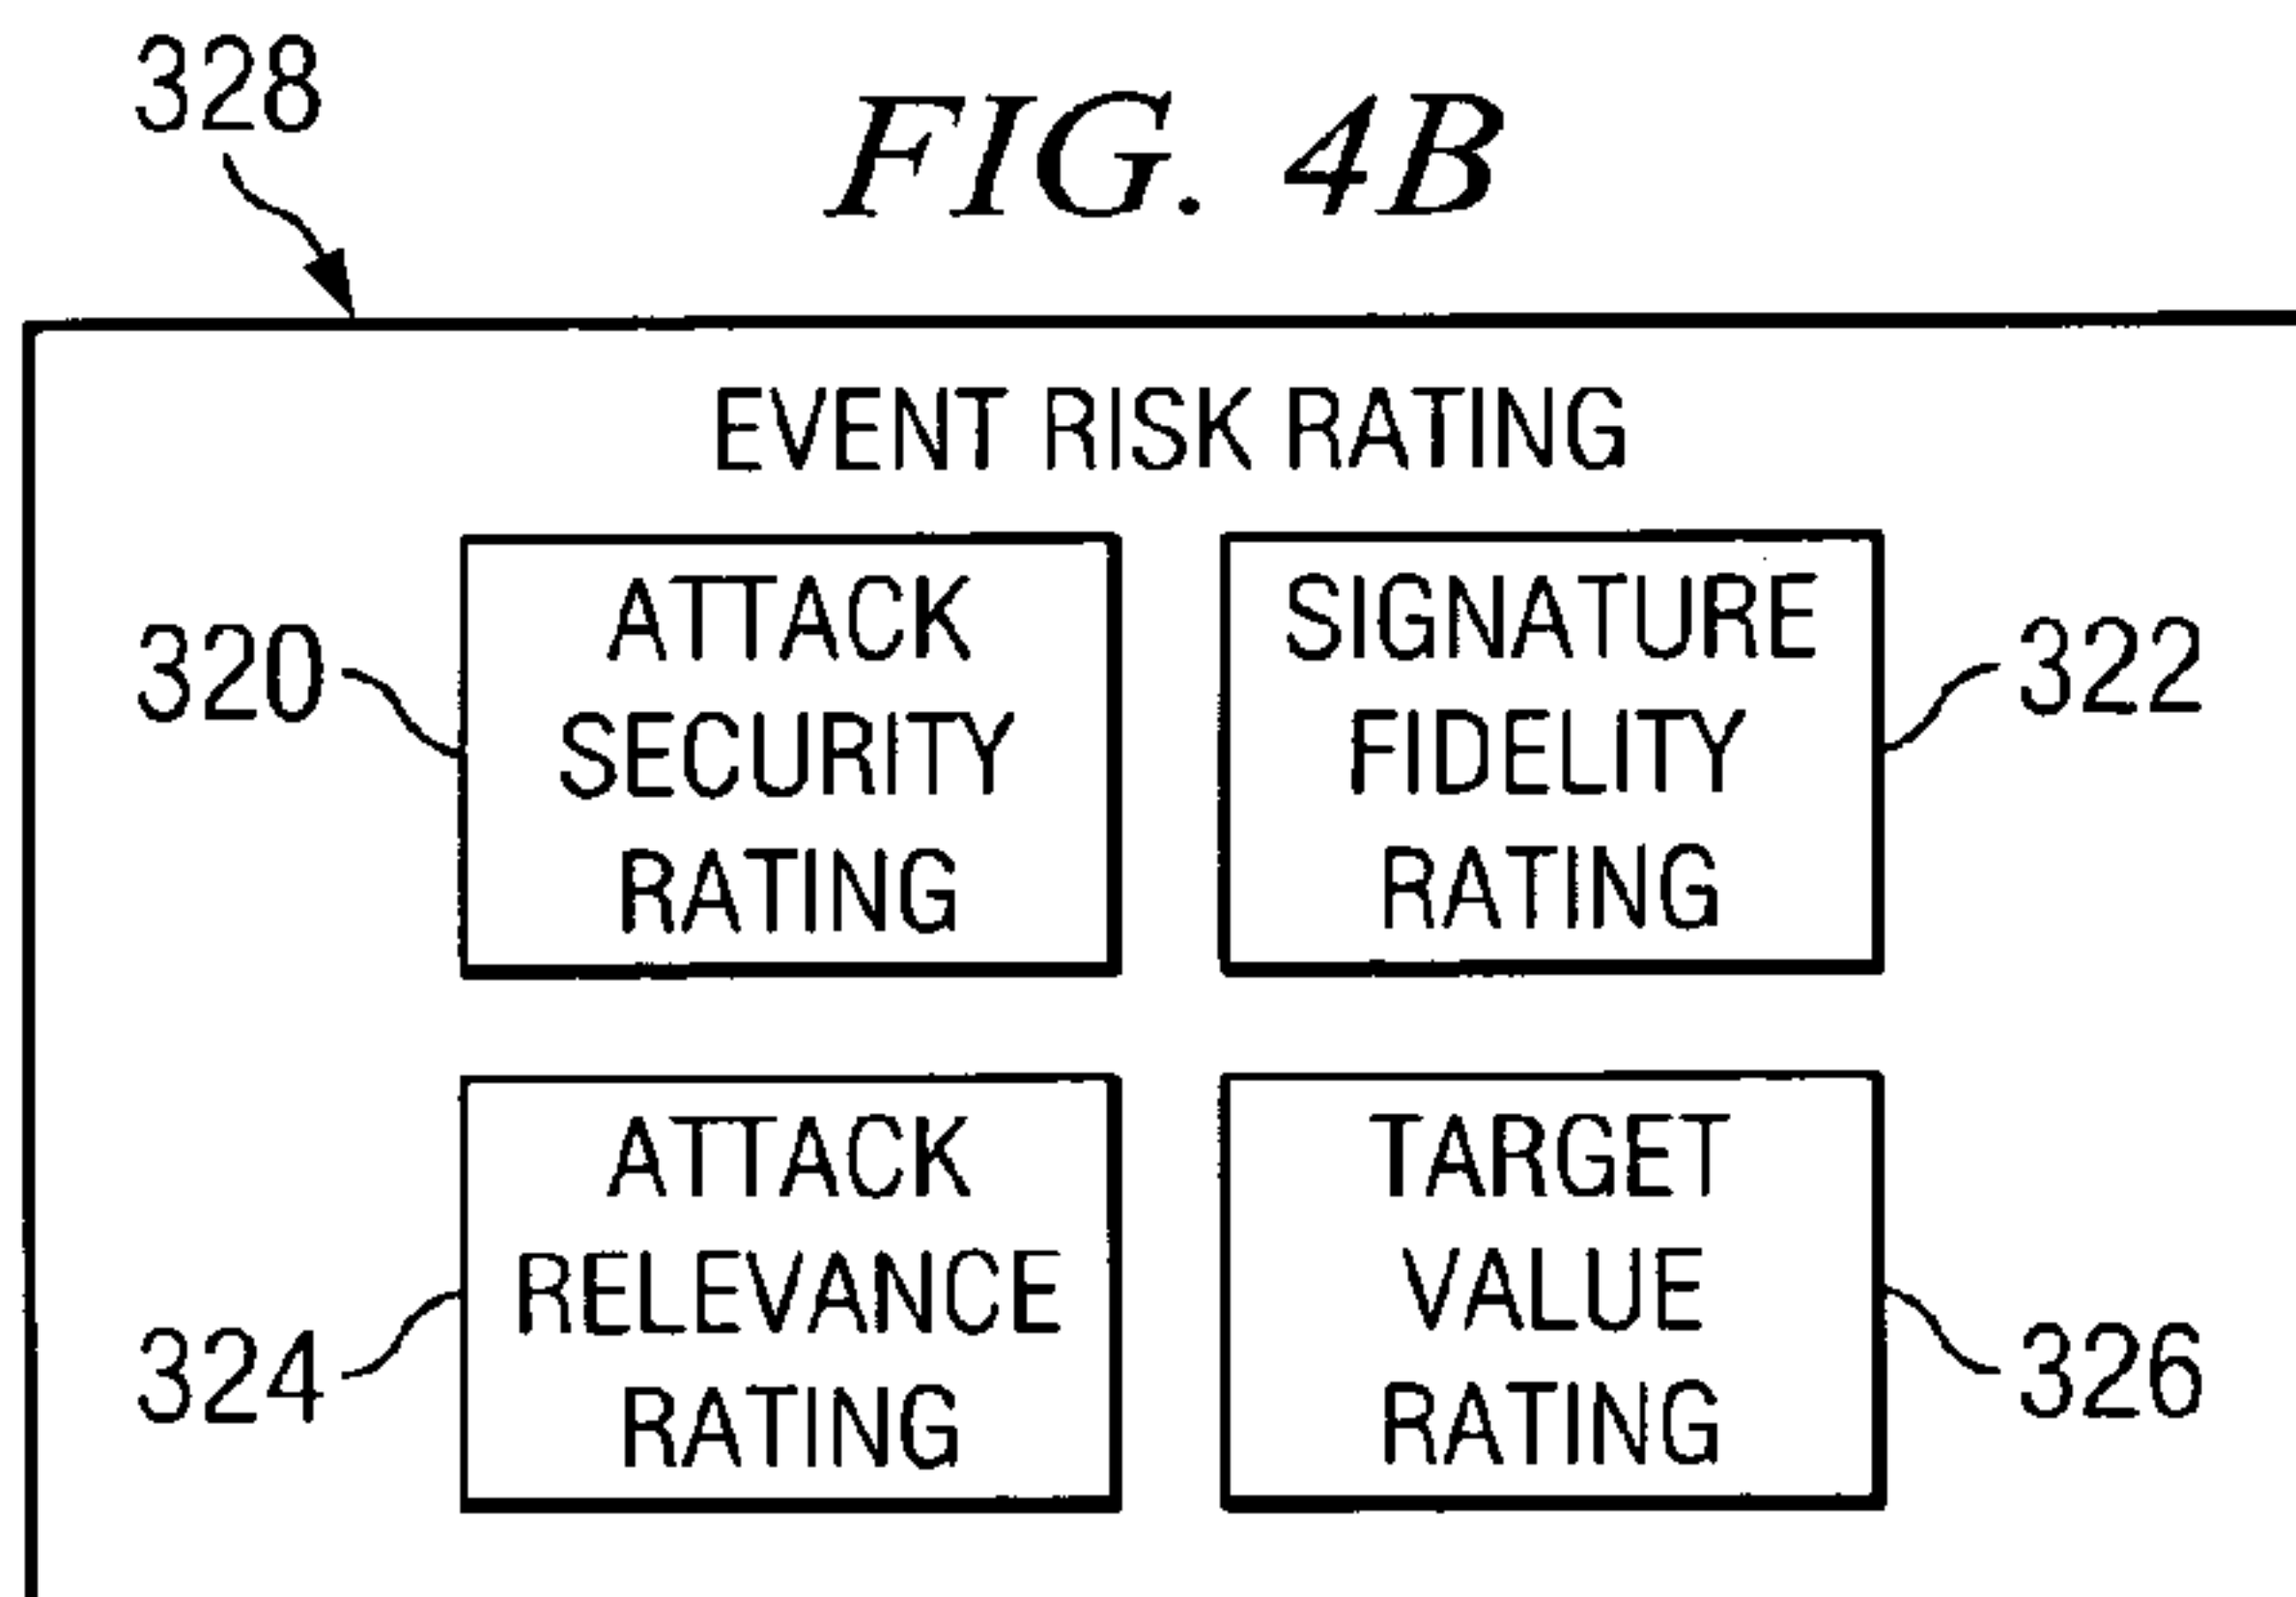 328
FIG. 4B
EVENT RISK RATING
320
ATTACK
SECURITY
RATING
SIGNATURE
FIDELITY
RATING
322
324
ATTACK
RELEVANCE
RATING
TARGET
VALUE
RATING
326